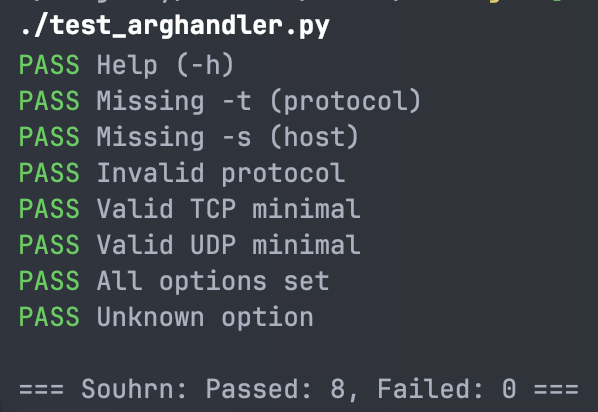 ./test_arghandler.py
PASS Help (-h)
PASS Missing -t (protocol)
PASS Missing -s (host)
PASS Invalid protocol
PASS Valid TCP minimal
PASS Valid UDP minimal
PASS All options set
PASS Unknown option
=== Souhrn: Passed: 8, Failed: 0 ===